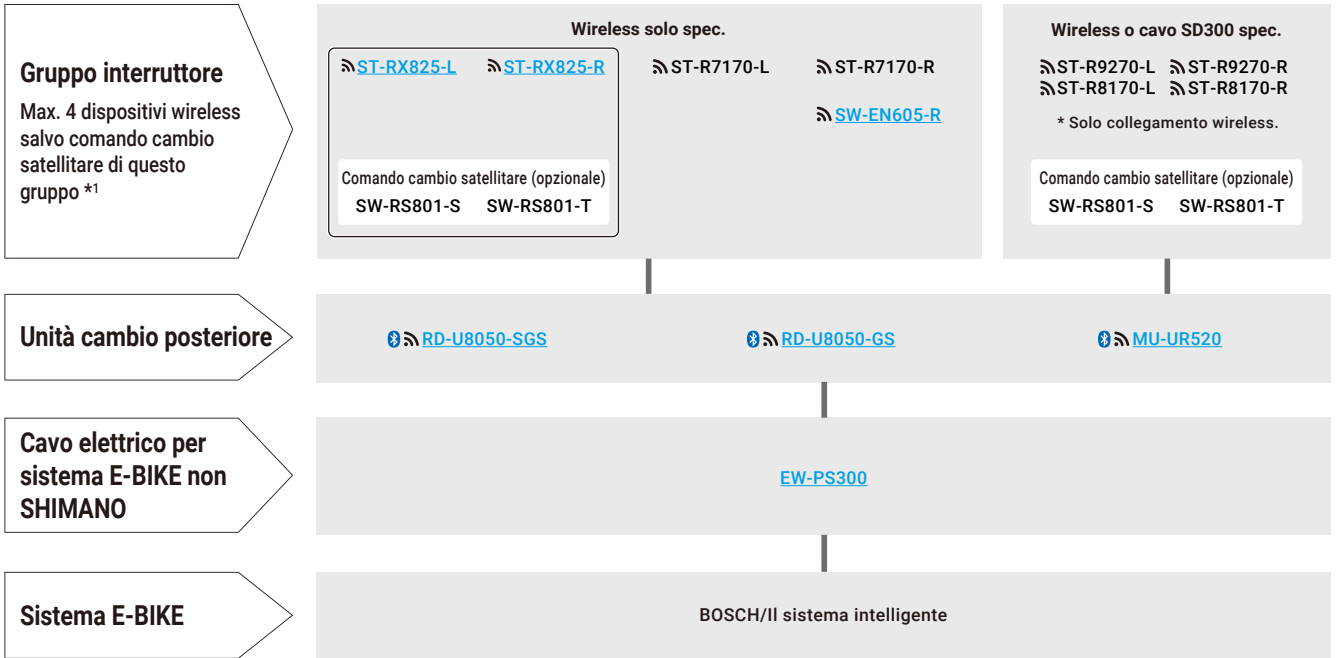 Gruppo interruttore
Max. 4 dispositivi wireless
salvo comando cambio
satellitare di questo
gruppo *1
Wireless solo spec.
ST-RX825-L ST-RX825-R ST-R7170-L ST-R7170-R
SW-EN605-R
Comando cambio satellitare (opzionale)
SW-RS801-S SW-RS801-T
Wireless o cavo SD300 spec.
ST-R9270-L ST-R9270-R
ST-R8170-L ST-R8170-R
* Solo collegamento wireless.
Comando cambio satellitare (opzionale)
SW-RS801-S SW-RS801-T
Unità cambio posteriore
RD-U8050-SGS RD-U8050-GS MU-UR520
Cavo elettrico per
sistema E-BIKE non
SHIMANO
EW-PS300
Sistema E-BIKE
BOSCH/Il sistema intelligente